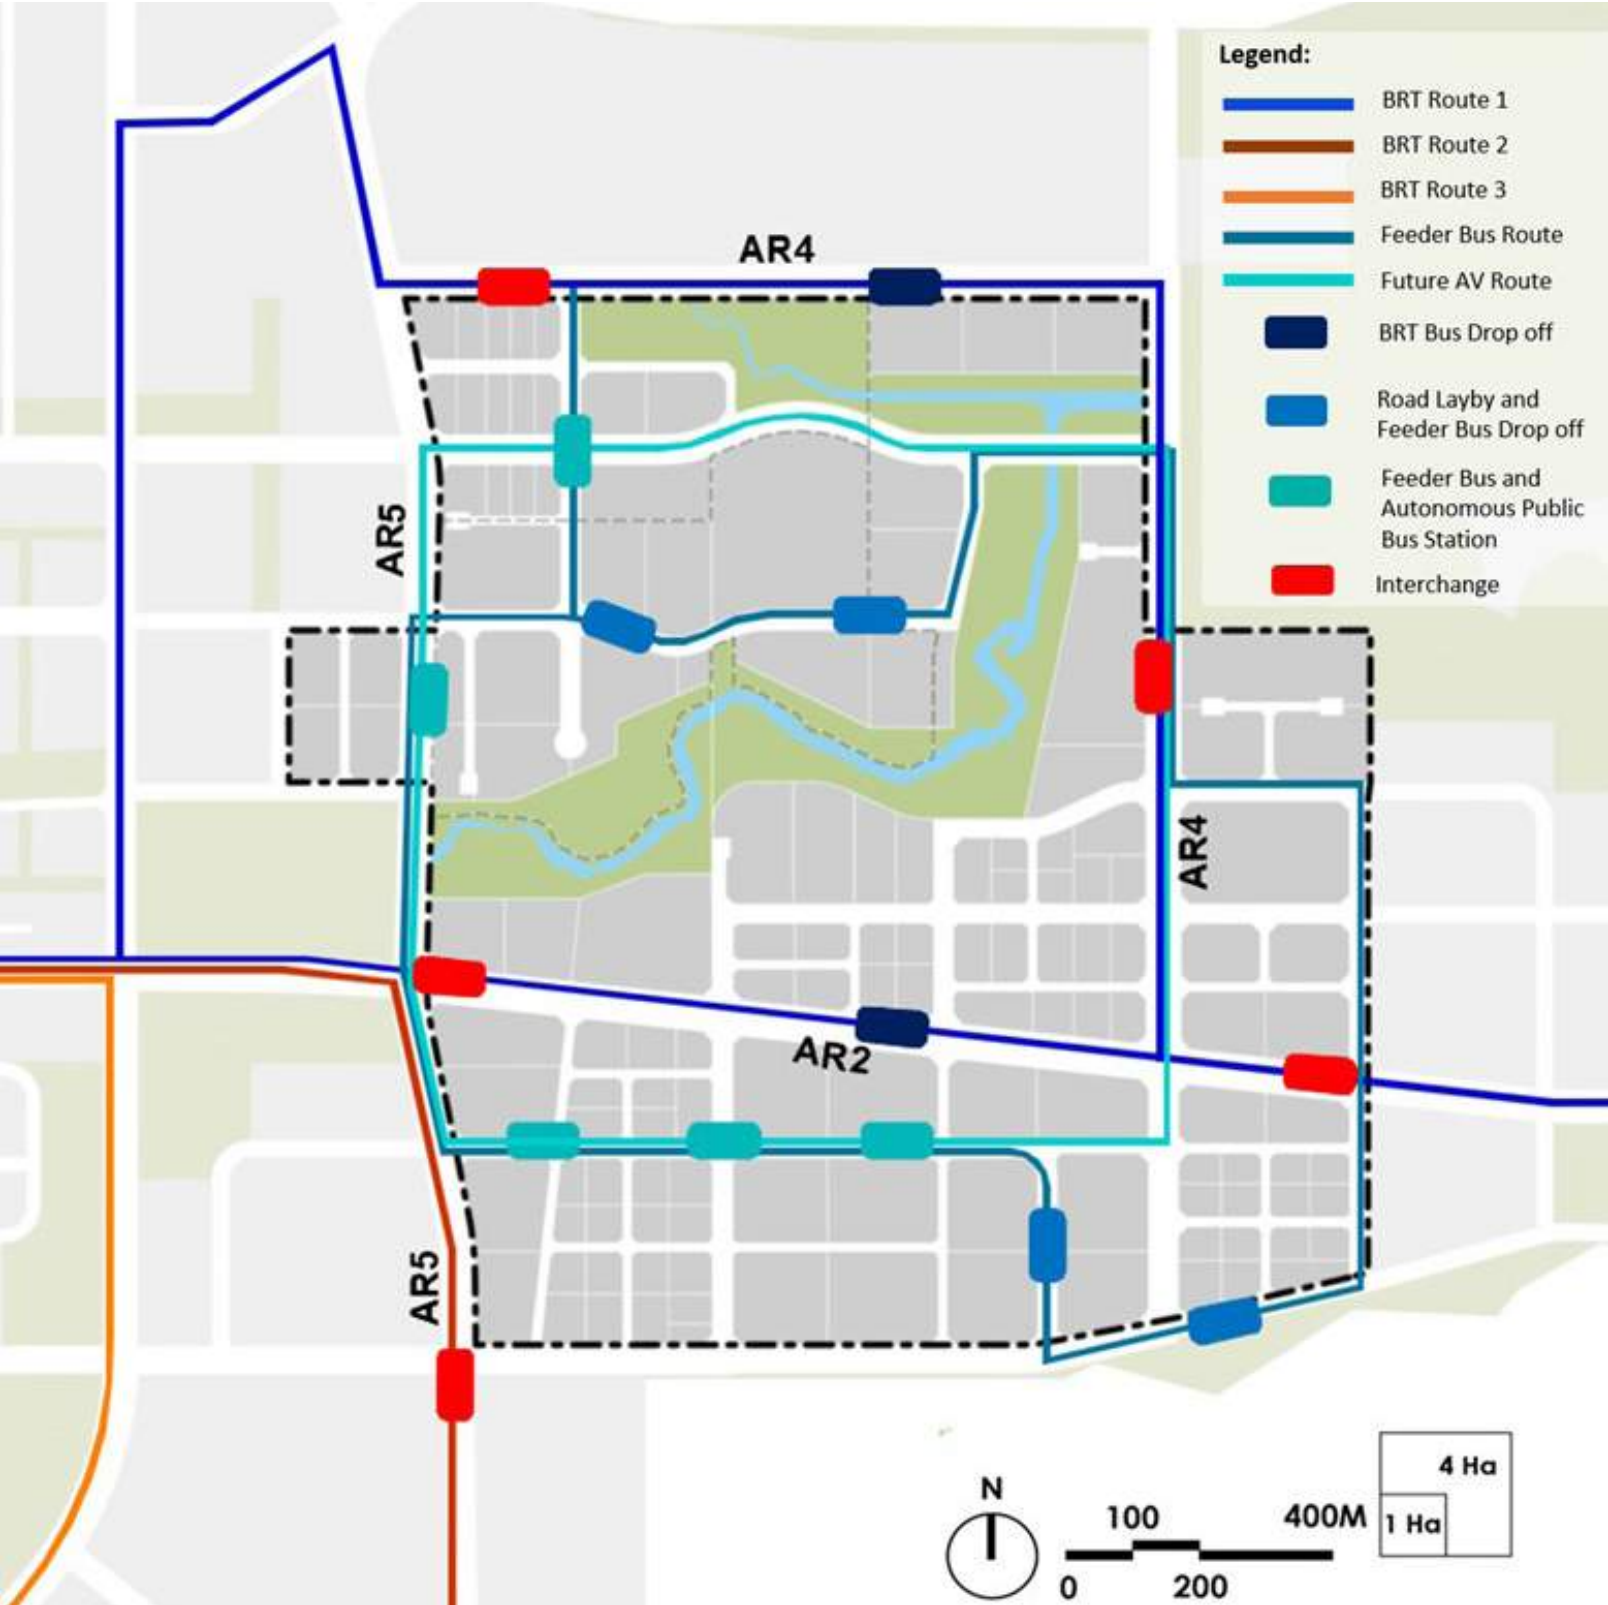 Legend:
BRT Route 1
BRT Route 2
BRT Route 3
Feeder Bus Route
Future AV Route
BRT Bus Drop off
Road Layby and
Feeder Bus Drop off
Feeder Bus and
Autonomous Public
Bus Station
Interchange
AR4
AR5
AR4
AR2
AR5
N
100
400M
0
200
4 Ha
1 Ha